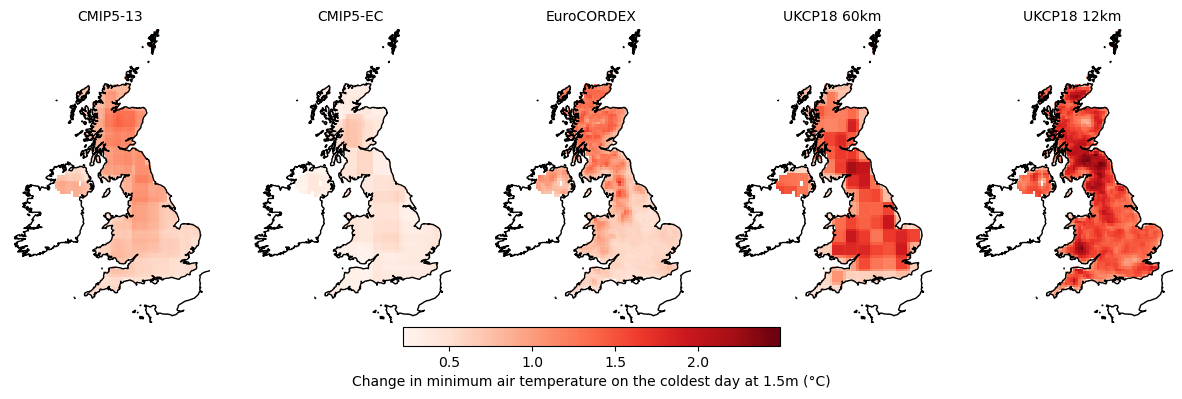 CMIP5-13
CMIP5-EC
EuroCORDEX
UKCP18 60km
UKCP18 12km
0.5
1.0
1.5
2.0
Change in minimum air temperature on the coldest day at 1.5m (°C)